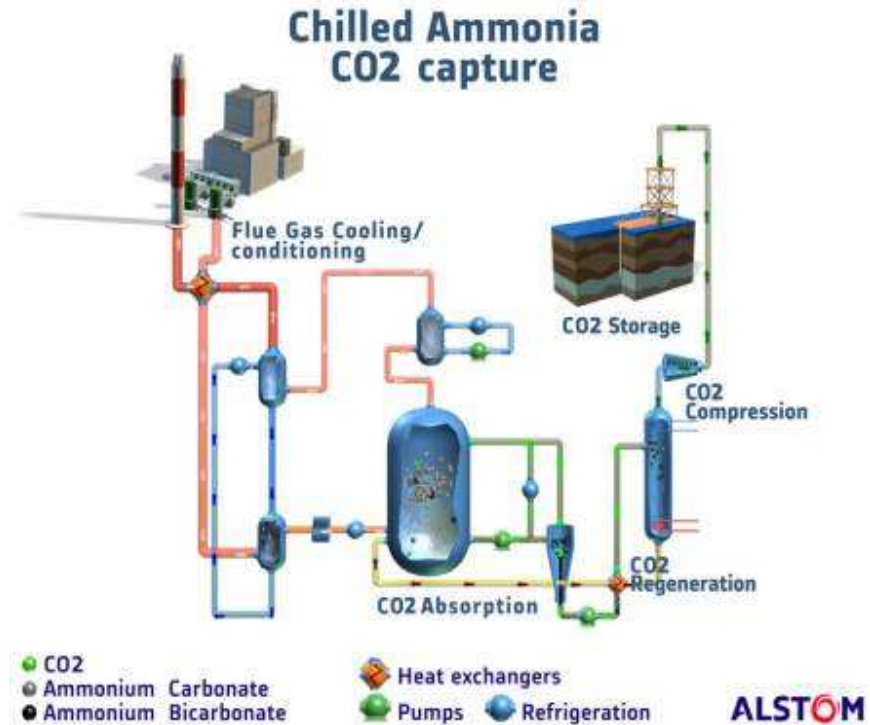 Chilled Ammonia
CO2 capture
Flue Gas Cooling/
conditioning
CO2 Storage
CO2
Compression
CO2
Regeneration
CO2 Absorption
CO2
Ammonium Carbonate
Ammonium Bicarbonate
Heat exchangers
Pumps
Refrigeration
ALSTOM